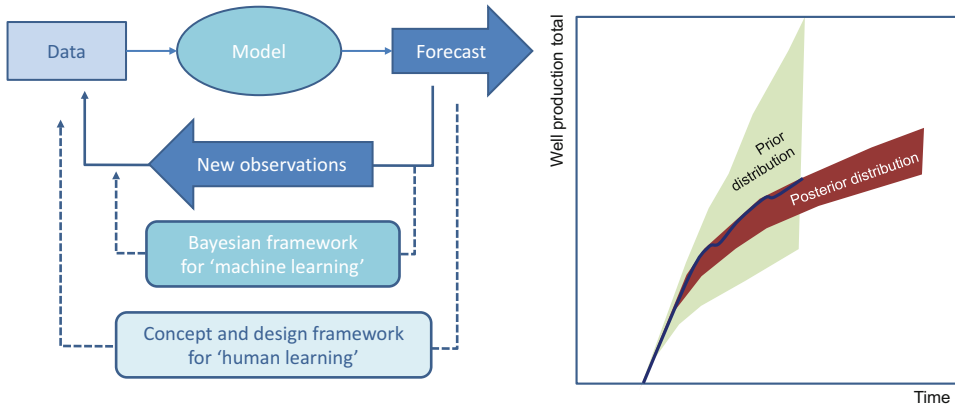 Data
Model
Forecast
New observations
Bayesian framework
for ‘machine learning’
Concept and design framework
for ‘human learning’
Well production total
Prior
distribution
Posterior distribution
Time